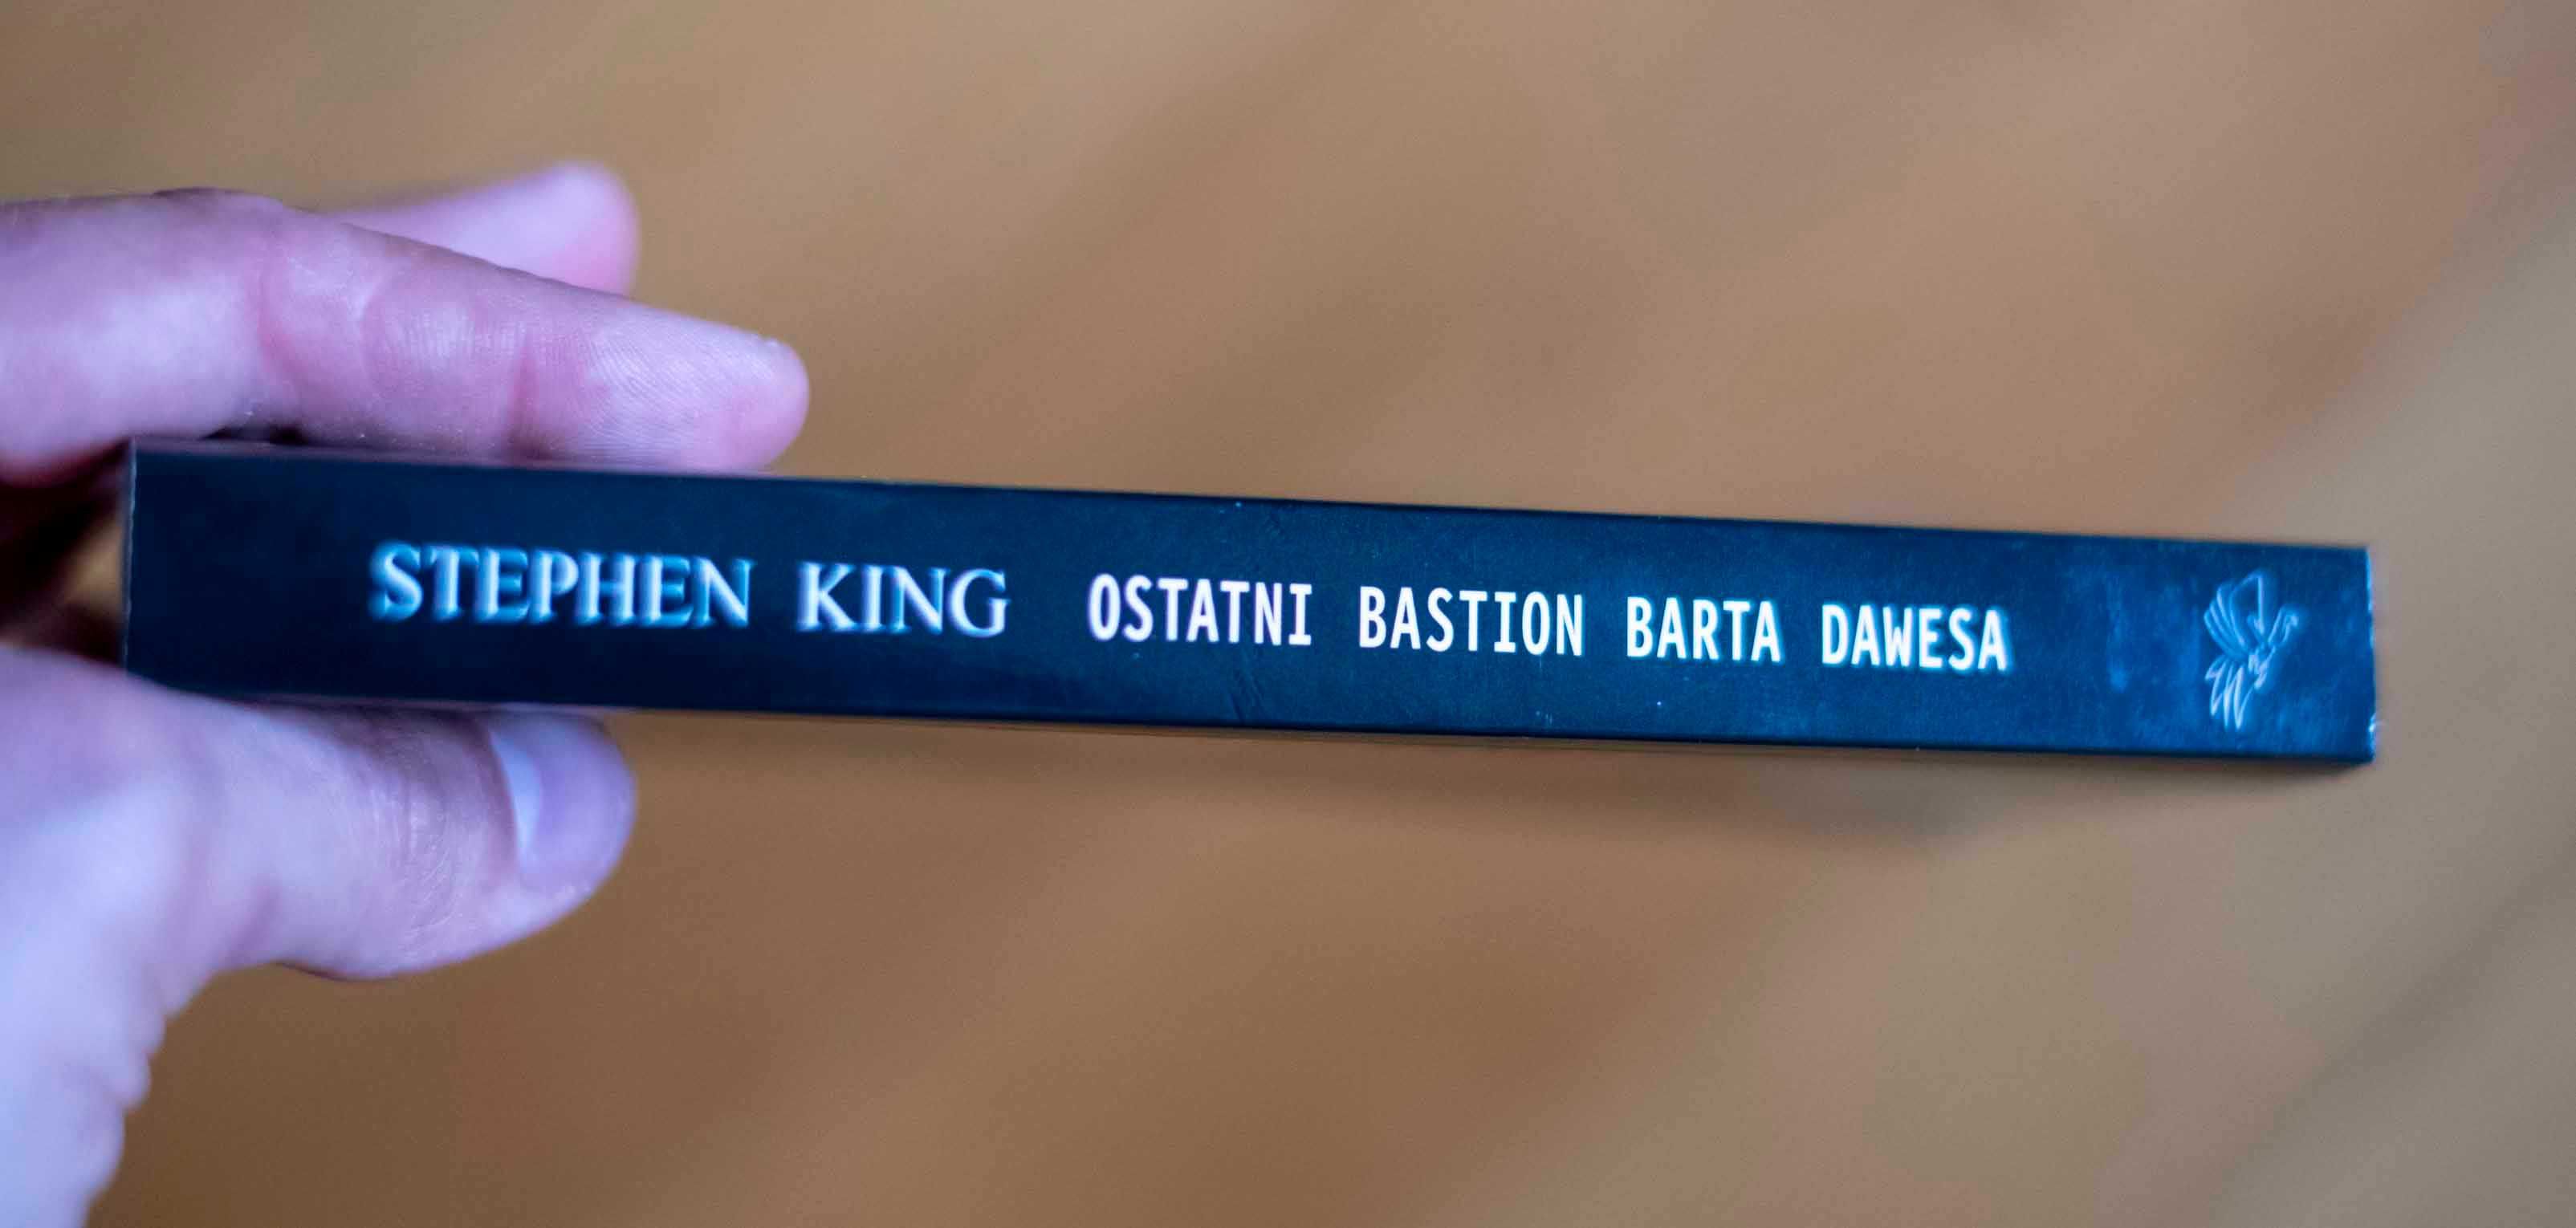 STEPHEN KING OSTATNI BASTION BARTA DAWESA